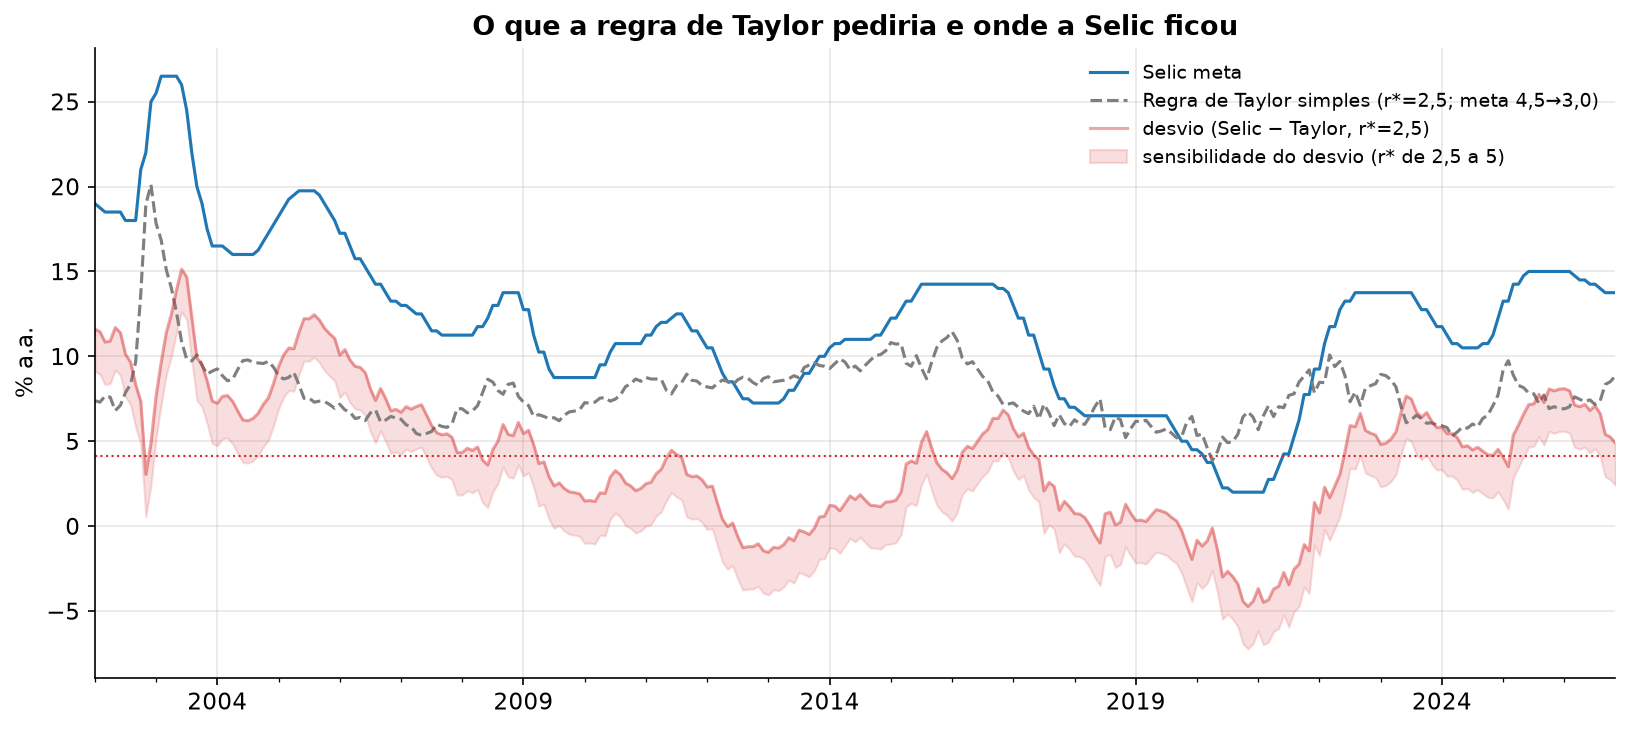 O que a regra de Taylor pediria e onde a Selic ficou
Selic meta
Regra de Taylor simples (r*=2,5; meta 4,5→3,0)
desvio (Selic − Taylor, r*=2,5)
sensibilidade do desvio (r* de 2,5 a 5)
% a.a.
25
20
15
10
5
0
−5
2004
2009
2014
2019
2024